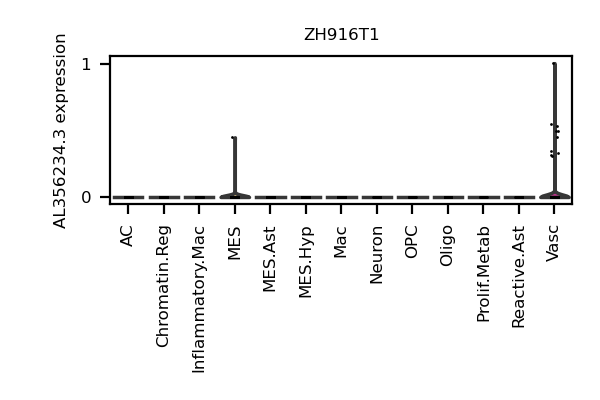 ZH916T1
AL356234.3 expression
1
0
AC
Chromatin.Reg
Inflammatory.Mac
MES
MES.Ast
MES.Hyp
Mac
Neuron
OPC
Oligo
Prolif.Metab
Reactive.Ast
Vasc